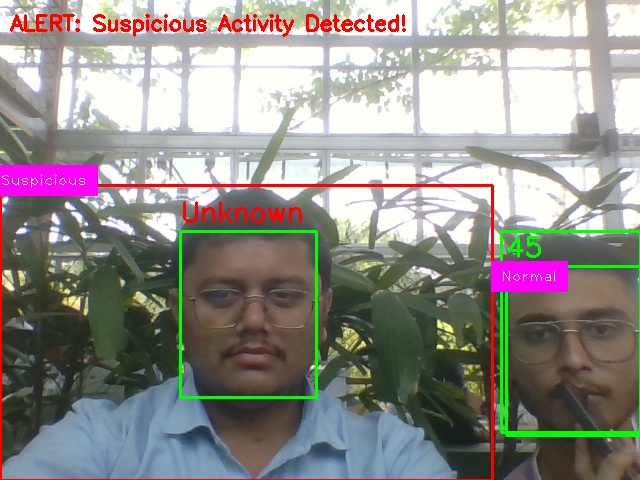 ALERT: Suspicious Activity Detected!
Suspicious
Unknown
45
Normal